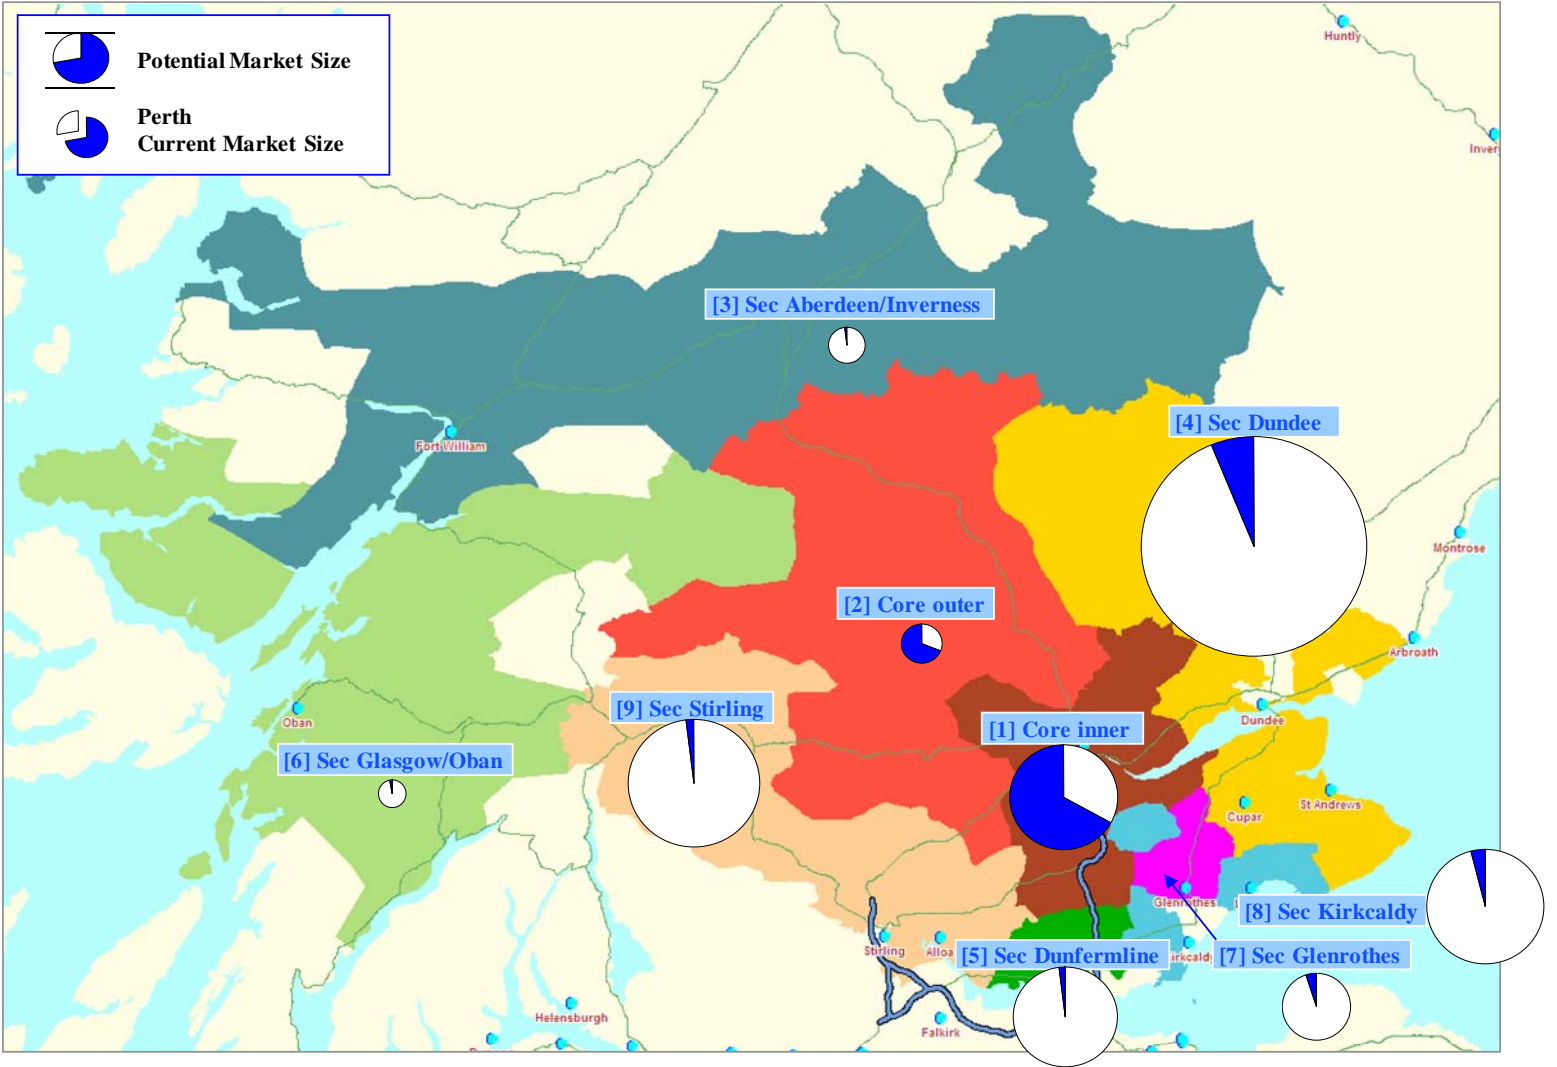 Potential Market Size
Perth
Current Market Size
Huntly
[3] Sec Aberdeen/Inverness
[4] Sec Dundee
Fort William
Montrose
[2] Core outer
Arbroath
[9] Sec Stirling
Oban
Dundee
[1] Core inner
[6] Sec Glasgow/Oban
St Andrews
Cupar
Glenrothes
[8] Sec Kirkcaldy
Stirling
Alloa
[5] Sec Dunfermline
[7] Sec Glenrothes
Helensburgh
Falkirk